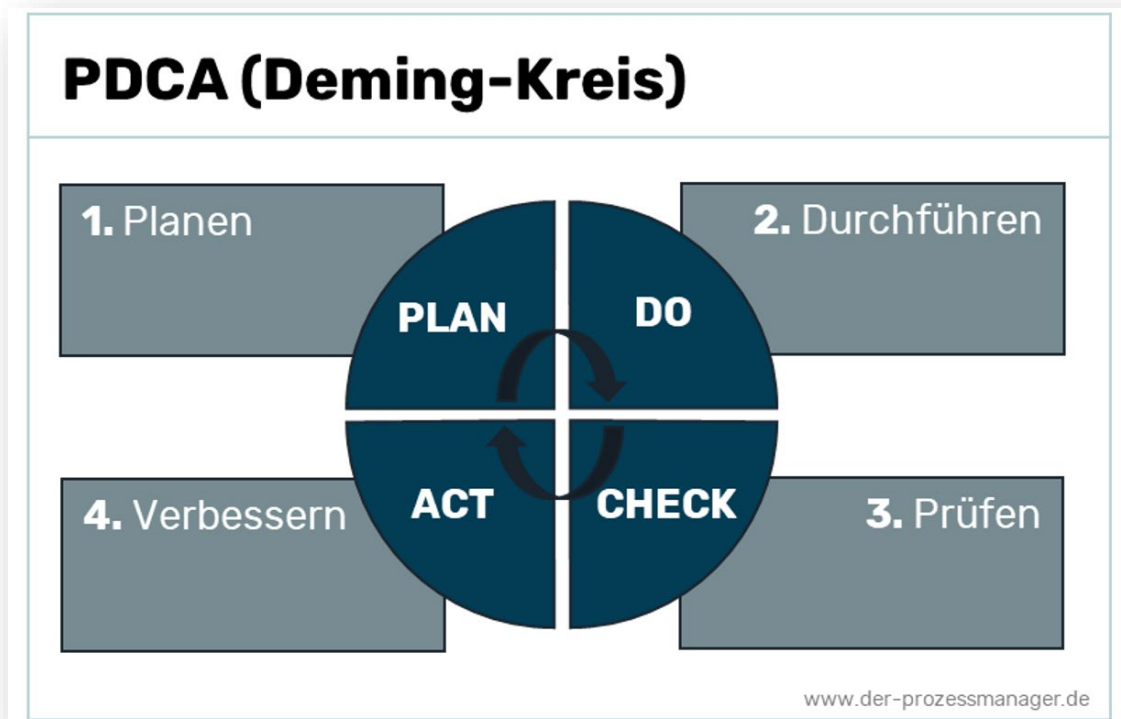 PDCA (Deming-Kreis)
1. Planen
2. Durchführen
PLAN
DO
ACT
CHECK
4. Verbessern
3. Prüfen
www.der-prozessmanager.de